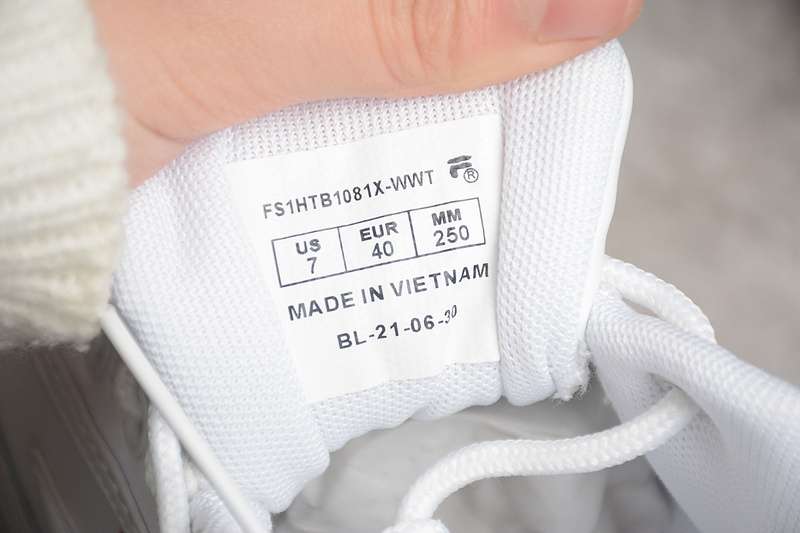 FS1HTB1081X-WWT F®
US EUR MM
7 40 250
MADE IN VIETNAM
BL-21-06-30